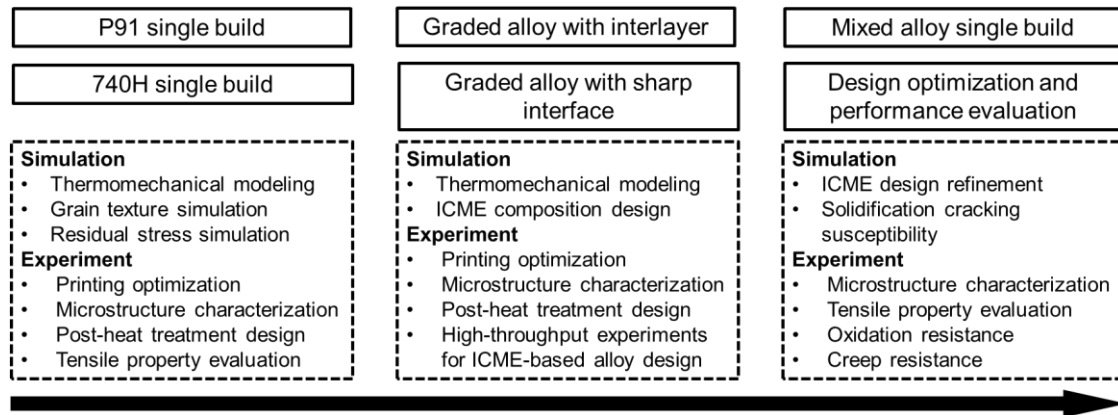 P91 single build
740H single build
Simulation
• Thermomechanical modeling
• Grain texture simulation
• Residual stress simulation
Experiment
• Printing optimization
• Microstructure characterization
• Post-heat treatment design
• Tensile property evaluation
Graded alloy with interlayer
Graded alloy with sharp
interface
Simulation
• Thermomechanical modeling
• ICME composition design
Experiment
• Printing optimization
• Microstructure characterization
• Post-heat treatment design
• High-throughput experiments
for ICME-based alloy design
Mixed alloy single build
Design optimization and
performance evaluation
Simulation
• ICME design refinement
• Solidification cracking
susceptibility
Experiment
• Microstructure characterization
• Tensile property evaluation
• Oxidation resistance
• Creep resistance